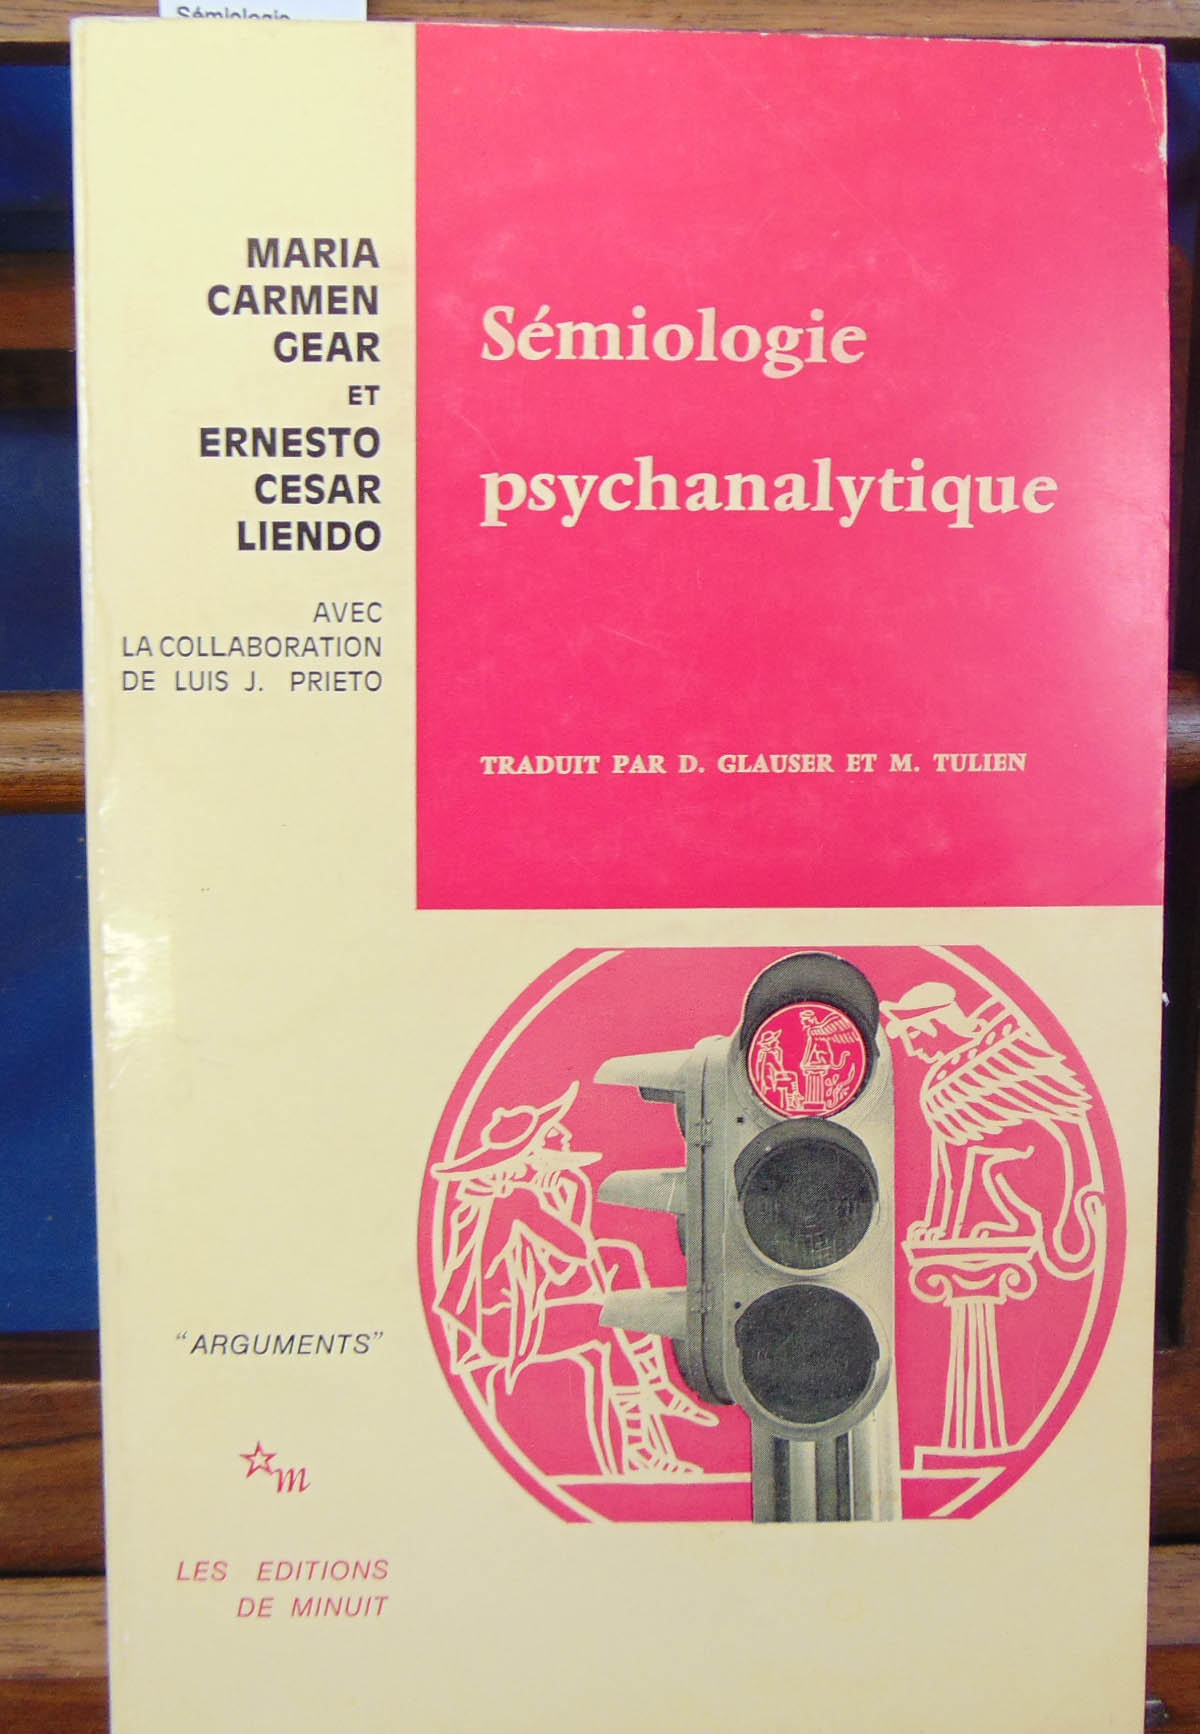 Sémiologie
MARIA
CARMEN
GEAR
ET
ERNESTO
CESAR
LIENDO
AVEC
LA COLLABORATION
DE LUIS J. PRIETO
Sémiologie
psychanalytique
TRADUIT PAR D. GLAUSER ET M. TULIEN
"ARGUMENTS"
m
LES EDITIONS
DE MINUIT